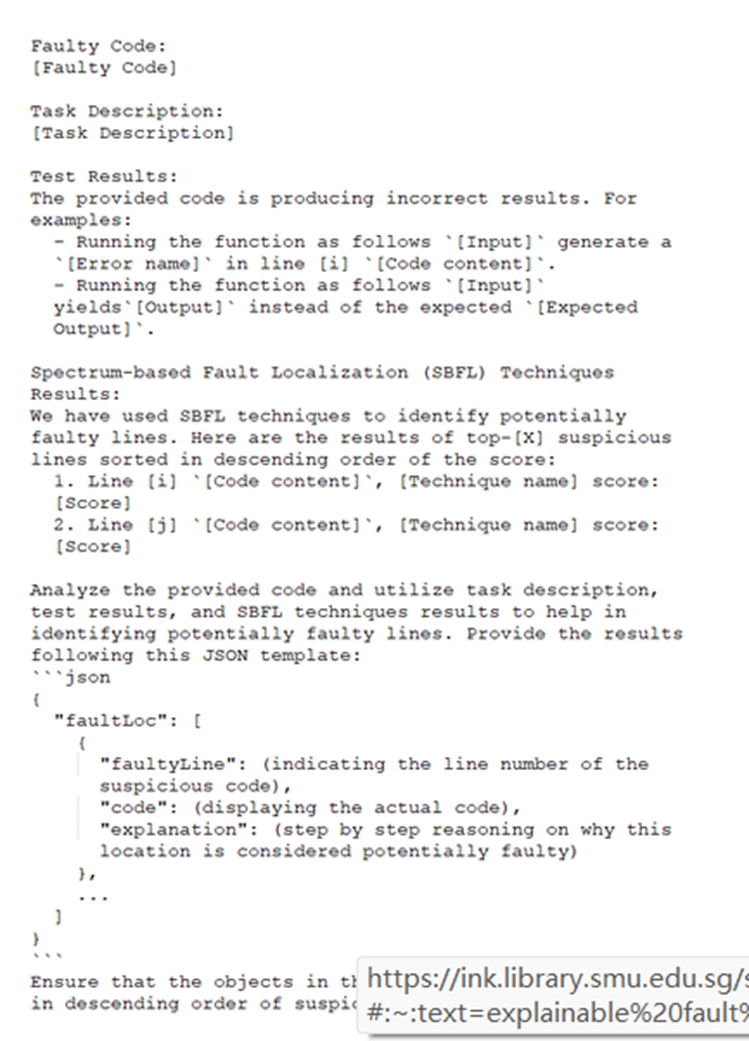 Faulty Code:
[Faulty Code]
Task Description:
[Task Description]
Test Results:
The provided code is producing incorrect results. For
examples:
- Running the function as follows `[Input]` generate a
`[Error name]` in line [i] `[Code content]`.
- Running the function as follows `[Input]`
yields`[Output]` instead of the expected `[Expected
Output]`.
Spectrum-based Fault Localization (SBFL) Techniques
Results:
We have used SBFL techniques to identify potentially
faulty lines. Here are the results of top-[X] suspicious
lines sorted in descending order of the score:
1. Line [i] `[Code content]`, [Technique name] score:
[Score]
2. Line [j] `[Code content]`, [Technique name] score:
[Score]
Analyze the provided code and utilize task description,
test results, and SBFL techniques results to help in
identifying potentially faulty lines. Provide the results
following this JSON template:
```json
{
"faultLoc": [
{
"faultyLine": (indicating the line number of the
suspicious code),
"code": (displaying the actual code),
"explanation": (step by step reasoning on why this
location is considered potentially faulty)
},
...
]
}
```
Ensure that the objects in
in descending order of
https://ink.library.smu.edu.sg/s
#:~:text=explainable%20fault%